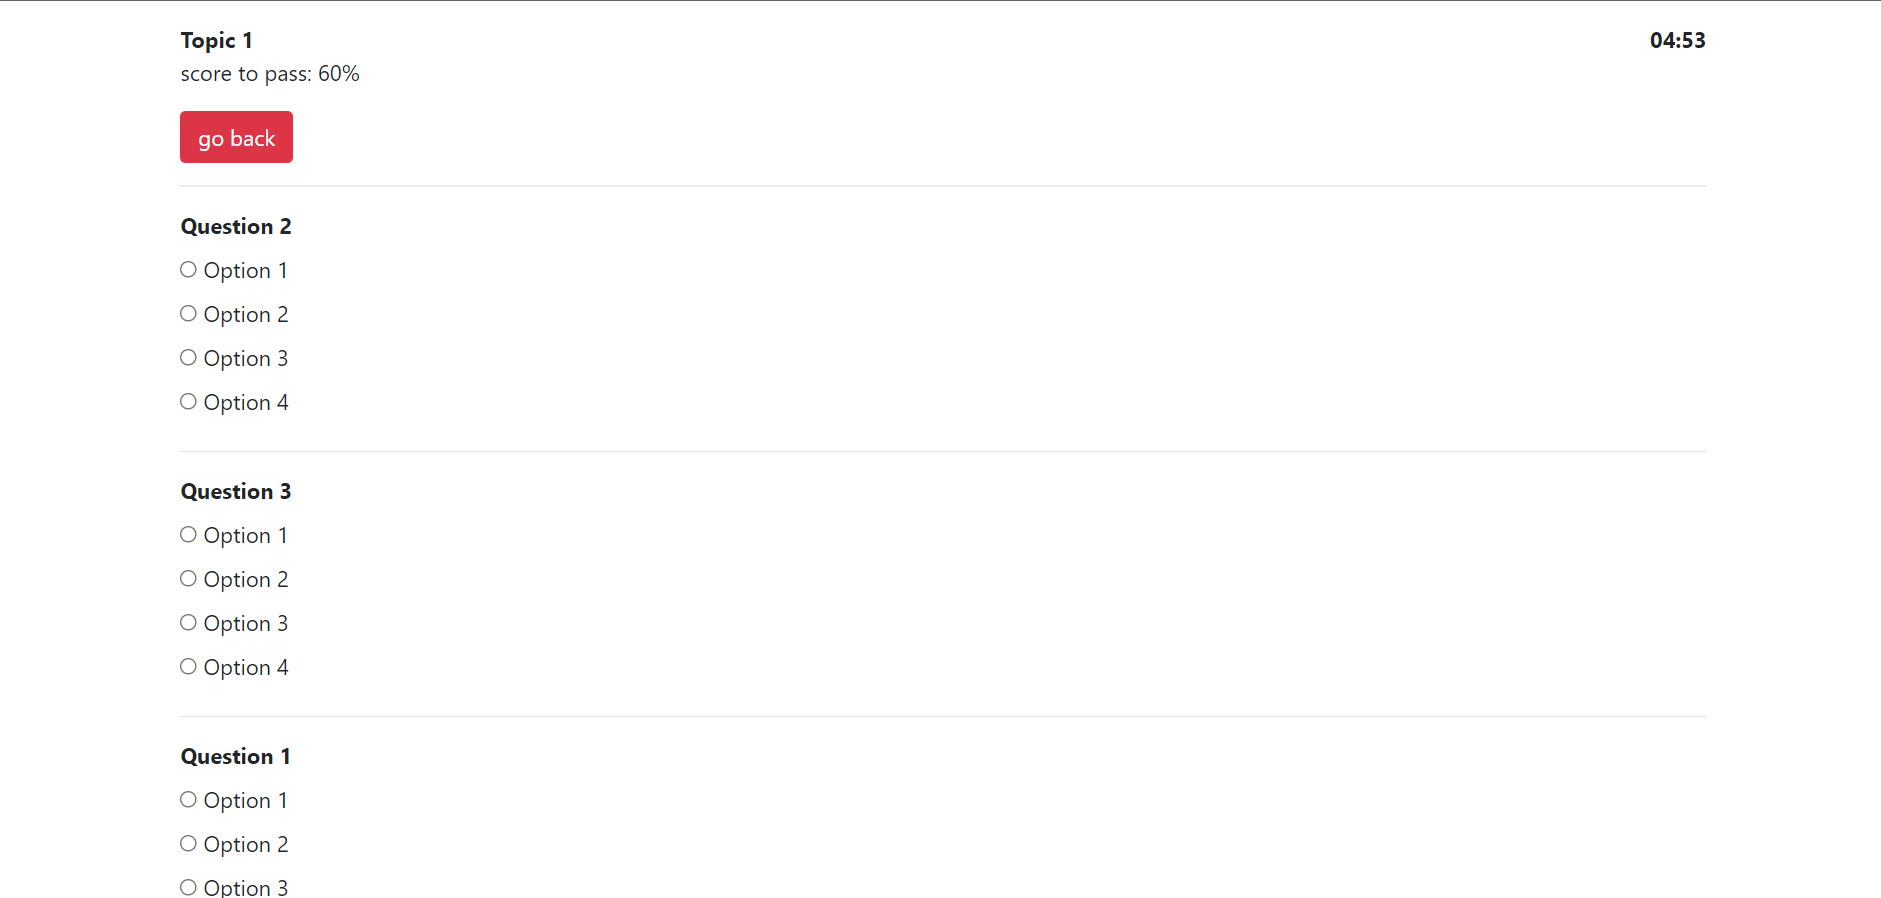 Topic 1
04:53
score to pass: 60%
go back
Question 2
Option 1
Option 2
Option 3
Option 4
Question 3
Option 1
Option 2
Option 3
Option 4
Question 1
Option 1
Option 2
Option 3